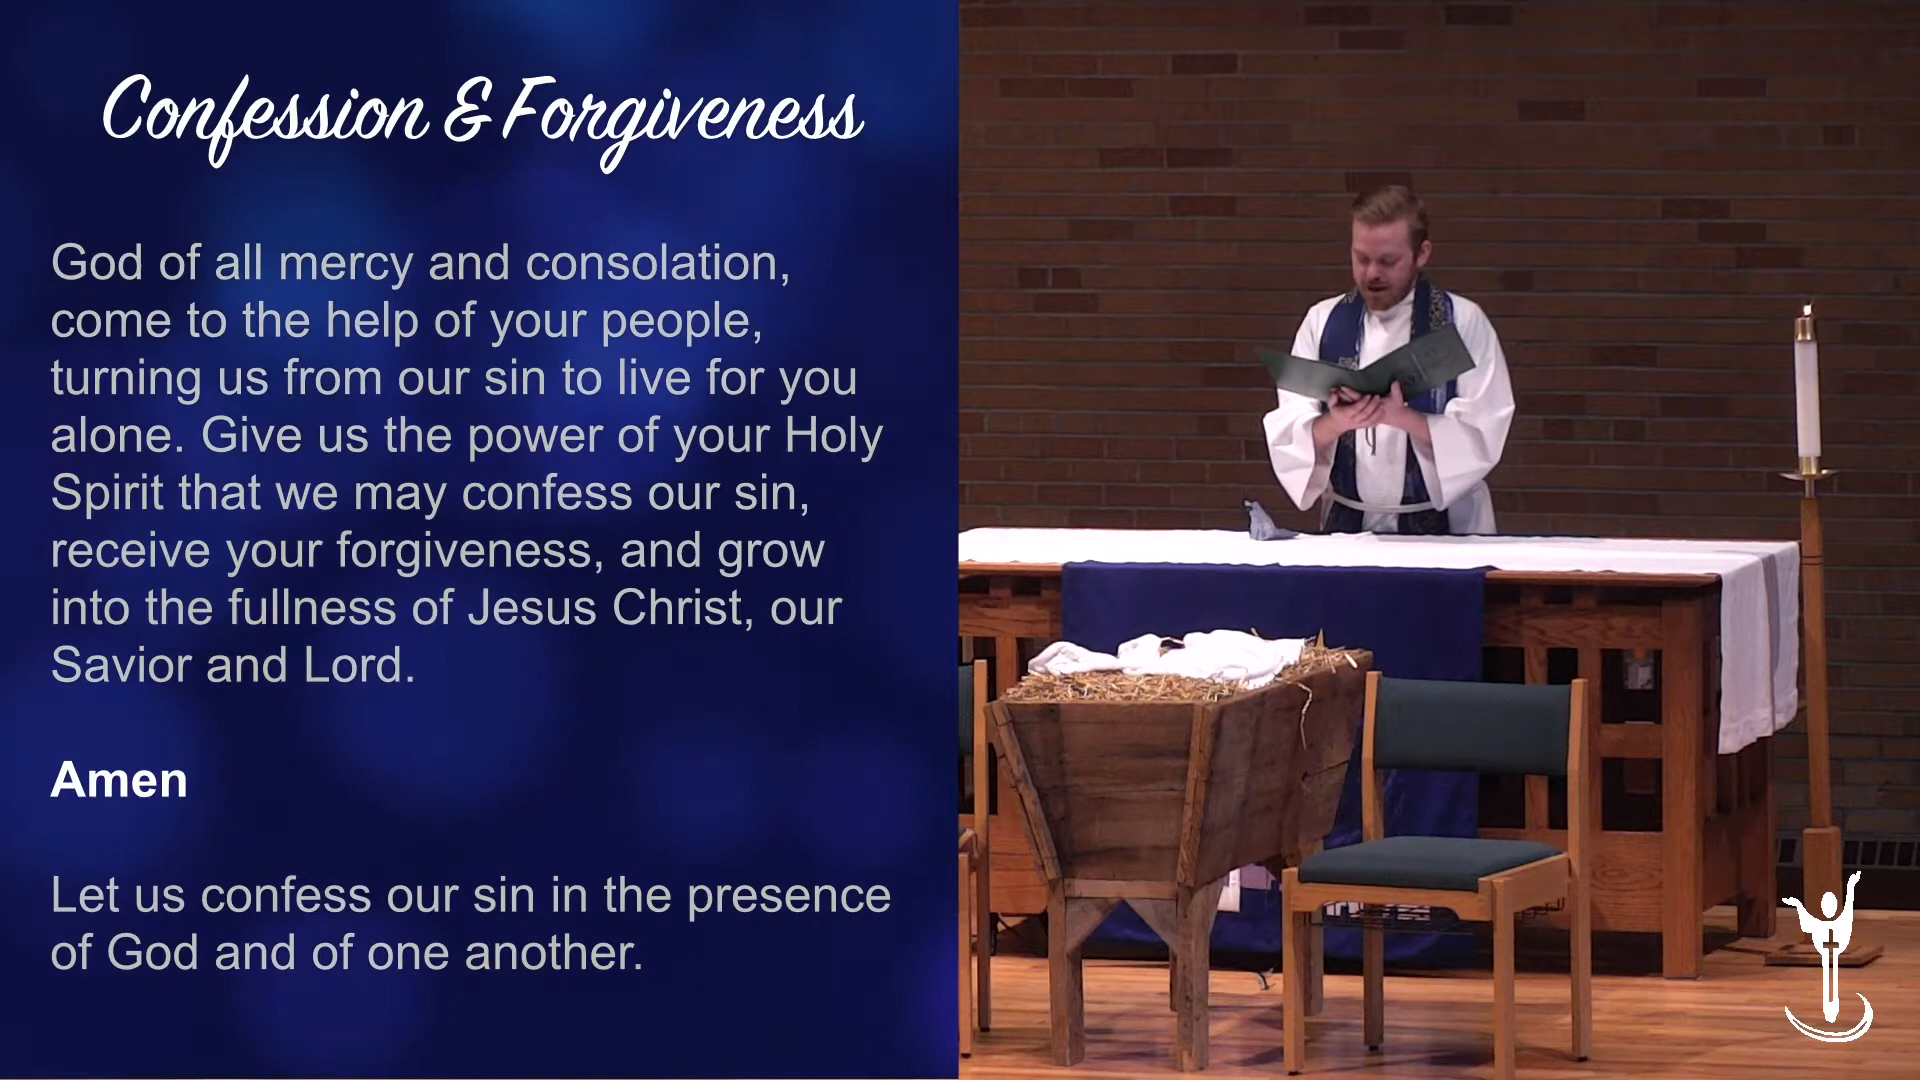 Confession & Forgiveness
God of all mercy and consolation,
come to the help of your people,
turning us from our sin to live for you
alone. Give us the power of your Holy
Spirit that we may confess our sin,
receive your forgiveness, and grow
into the fullness of Jesus Christ, our
Savior and Lord.
Amen
Let us confess our sin in the presence
of God and of one another.